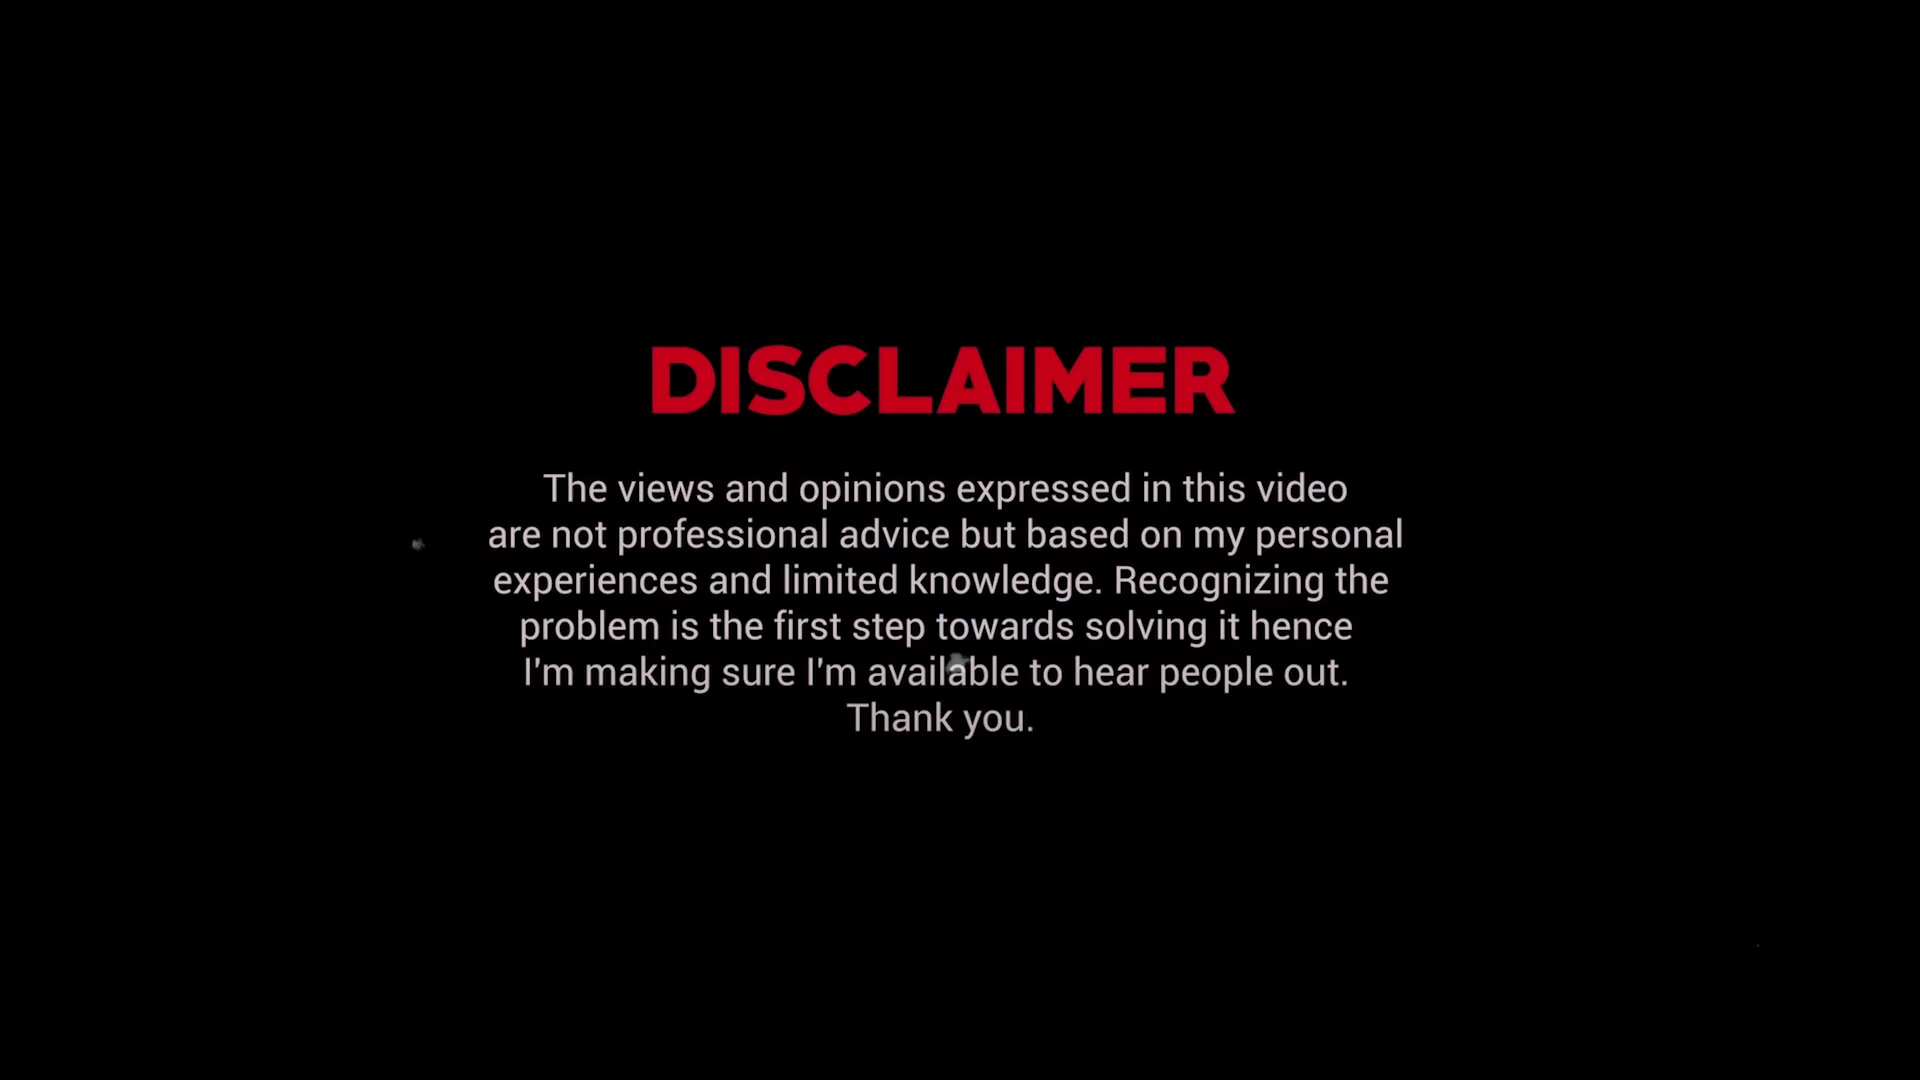 DISCLAIMER
The views and opinions expressed in this video
are not professional advice but based on my personal
experiences and limited knowledge. Recognizing the
problem is the first step towards solving it hence
I'm making sure I'm available to hear people out.
Thank you.